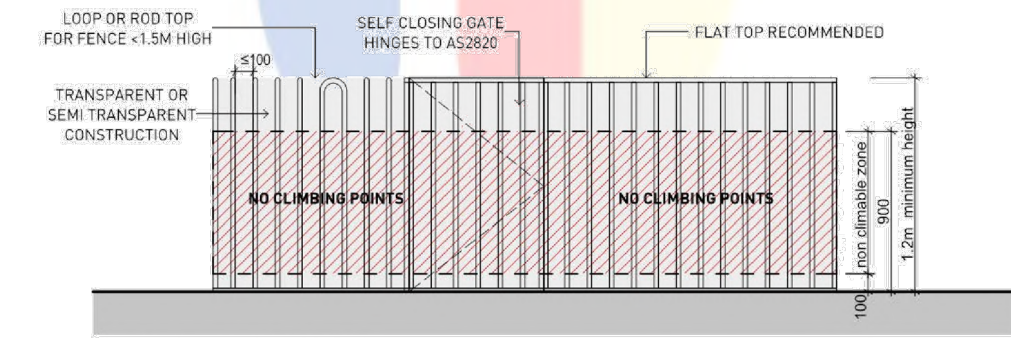 LOOP OR ROD TOP
FOR FENCE <1.5M HIGH
≤100
TRANSPARENT OR
SEMI TRANSPARENT
CONSTRUCTION
SELF CLOSING GATE
HINGES TO AS2820
FLAT TOP RECOMMENDED
NO CLIMBING POINTS
NO CLIMBING POINTS
non climable zone
900
1.2m minimum height
100